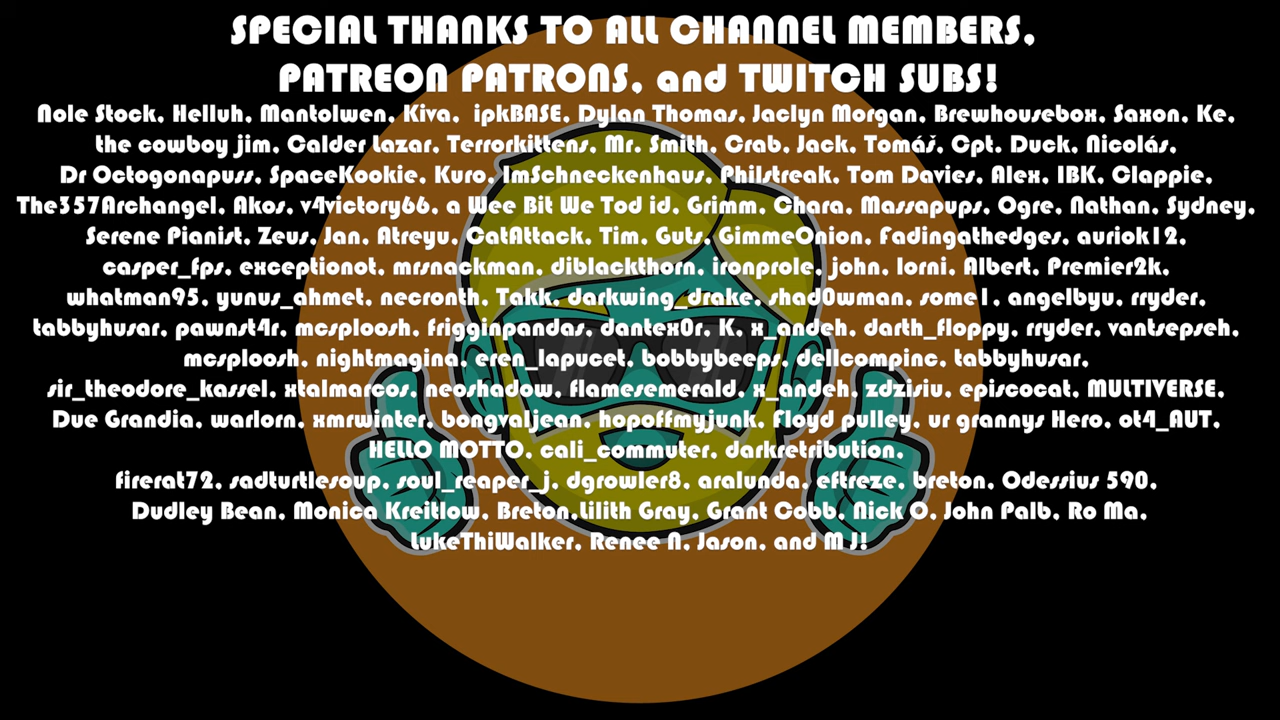 SPECIAL THANKS TO ALL CHANNEL MEMBERS,
PATREON PATRONS, and TWITCH SUBS!
Nole Stock, Helluh, Mantolwen, Kiva, ipkBASE, Dylan Thomas, Jaclyn Morgan, Brewhousebox, Saxon, Ke,
the cowboy jim, Calder Lazar, Terrorkittens, Mr. Smith, Crab, Jack, Tomáš, Cpt. Duck, Nicolás,
Dr Octogonapuss, SpaceKookie, Kuro, ImSchneckenhaus, Philstreak, Tom Davies, Alex, IBK, Clappie,
The357Archangel, Akos, v4victory66, a Wee Bit We Tod id, Grimm, Chara, Massapups, Ogre, Nathan, Sydney,
Serene Pianist, Zeus, Jan, Atreyu, CatAttack, Tim, Guts, GimmeOnion, Fadingathedges, auriok12,
casper_fps, exceptionot, mrsnackman, diblackthorn, ironprole, john, lorni, Albert, Premier2k,
whatman95, yunus_ahmet, necronth, Takk, darkwing_drake, shad0wman, some1, angelbyu, rryder,
tabbyhusar, pawnst4r, mcsploosh, frigginpandas, dantex0r, K, x_andeh, darth_floppy, rryder, vantsepseh,
mcsploosh, nightmagina, eren_lapucet, bobbybeeps, dellcompinc, tabbyhusar,
sir_theodore_kassel, xtalmarcos, neoshadow, flamesemerald, x_andeh, zdzisiu, episcocat, MULTIVERSE,
Due Grandia, warlorn, xmrwinter, bongvaljean, hopoffmyjunk, Floyd pulley, ur grannys Hero, ot4_AUT,
HELLO MOTTO, cali_commuter, darkretribution,
firerat72, sadturtlesoup, soul_reaper_j, dgrowler8, aralunda, eftreze, breton, Odessius 590,
Dudley Bean, Monica Kreitlow, Breton,Lilith Gray, Grant Cobb, Nick O, John Palb, Ro Ma,
LukeThiWalker, Renee N, Jason, and M J!